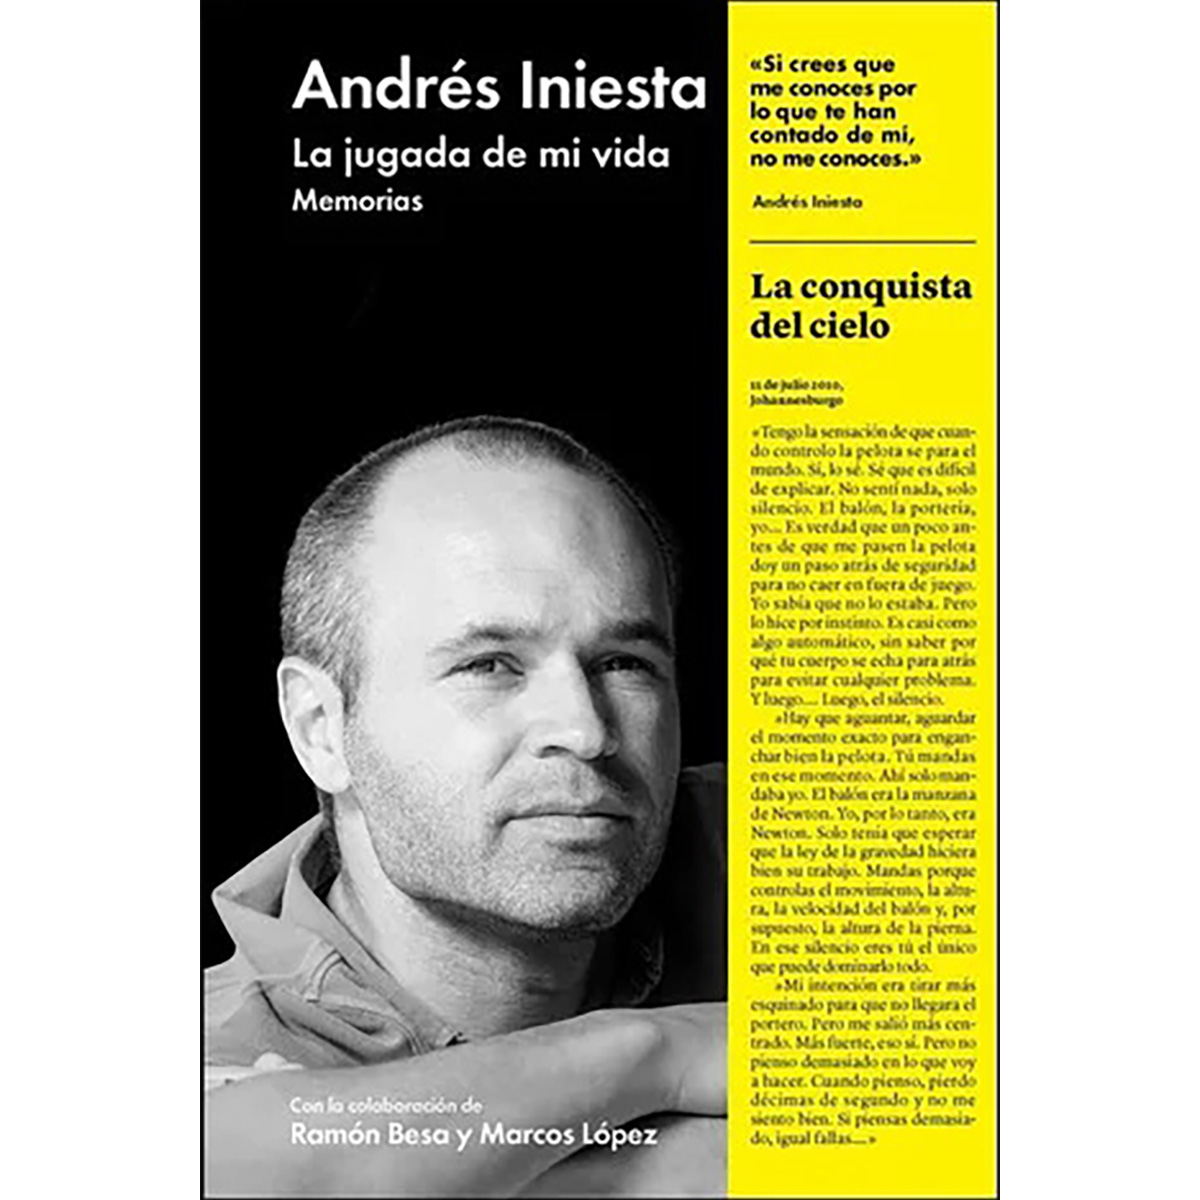 Andrés Iniesta
La jugada de mi vida
Memorias
Con la colaboración de
Ramón Besa y Marcos López
«Si crees que
me conoces por
lo que te han
contado de mí,
no me conoces.»
Andrés Iniesta
La conquista
del cielo
11 de julio 2010,
Johannesburgo
«Tengo la sensación de que cuan-
do controlo la pelota se para el
mundo. Sí, lo sé. Sé que es difícil
de explicar. No sentí nada, solo
silencio. El balón, la portería,
yo... Es verdad que un poco an-
tes de que me pasen la pelota
doy un paso atrás de seguridad
para no caer en fuera de juego.
Yo sabía que no lo estaba. Pero
lo hice por instinto. Es casi como
algo automático, sin saber por
qué tu cuerpo se echa para atrás
para evitar cualquier problema.
Y luego.... Luego, el silencio.
»Hay que aguantar, aguardar
el momento exacto para engan-
char bien la pelota. Tú mandas
en ese momento. Ahí solo man-
daba yo. El balón era la manzana
de Newton. Yo, por lo tanto, era
Newton. Solo tenía que esperar
que la ley de la gravedad hiciera
bien su trabajo. Mandas porque
controlas el movimiento, la altu-
ra, la velocidad del balón y, por
supuesto, la altura de la pierna.
En ese silencio eres tú el único
que puede dominarlo todo.
»Mi intención era tirar más
esquinado para que no llegara el
portero. Pero me salió más cen-
trado. Más fuerte, eso sí. Pero no
pienso demasiado en lo que voy
a hacer. Cuando pienso, pierdo
décimas de segundo y no me
siento bien. Si piensas demasia-
do, igual fallas....»